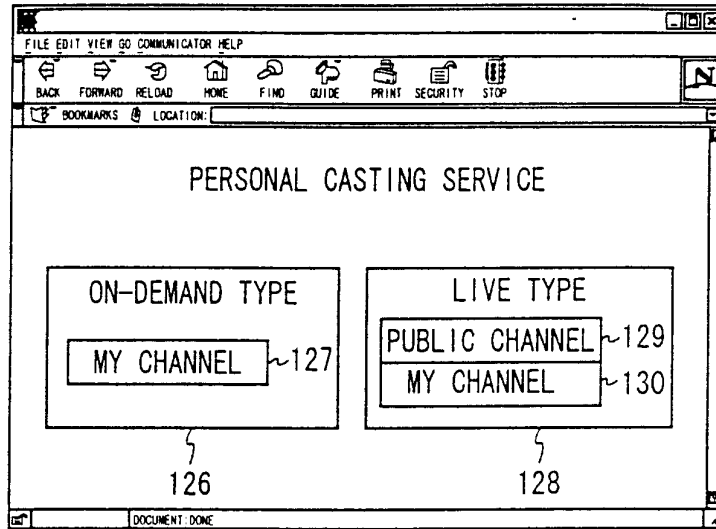 FILE EDIT VIEW GO COMMUNICATOR HELP
BACK FORWARD RELOAD HOME FIND GUIDE PRINT SECURITY STOP
N
BOOKMARKS LOCATION:
PERSONAL CASTING SERVICE
ON-DEMAND TYPE
MY CHANNEL 127
126
LIVE TYPE
PUBLIC CHANNEL 129
MY CHANNEL 130
128
DOCUMENT:DONE